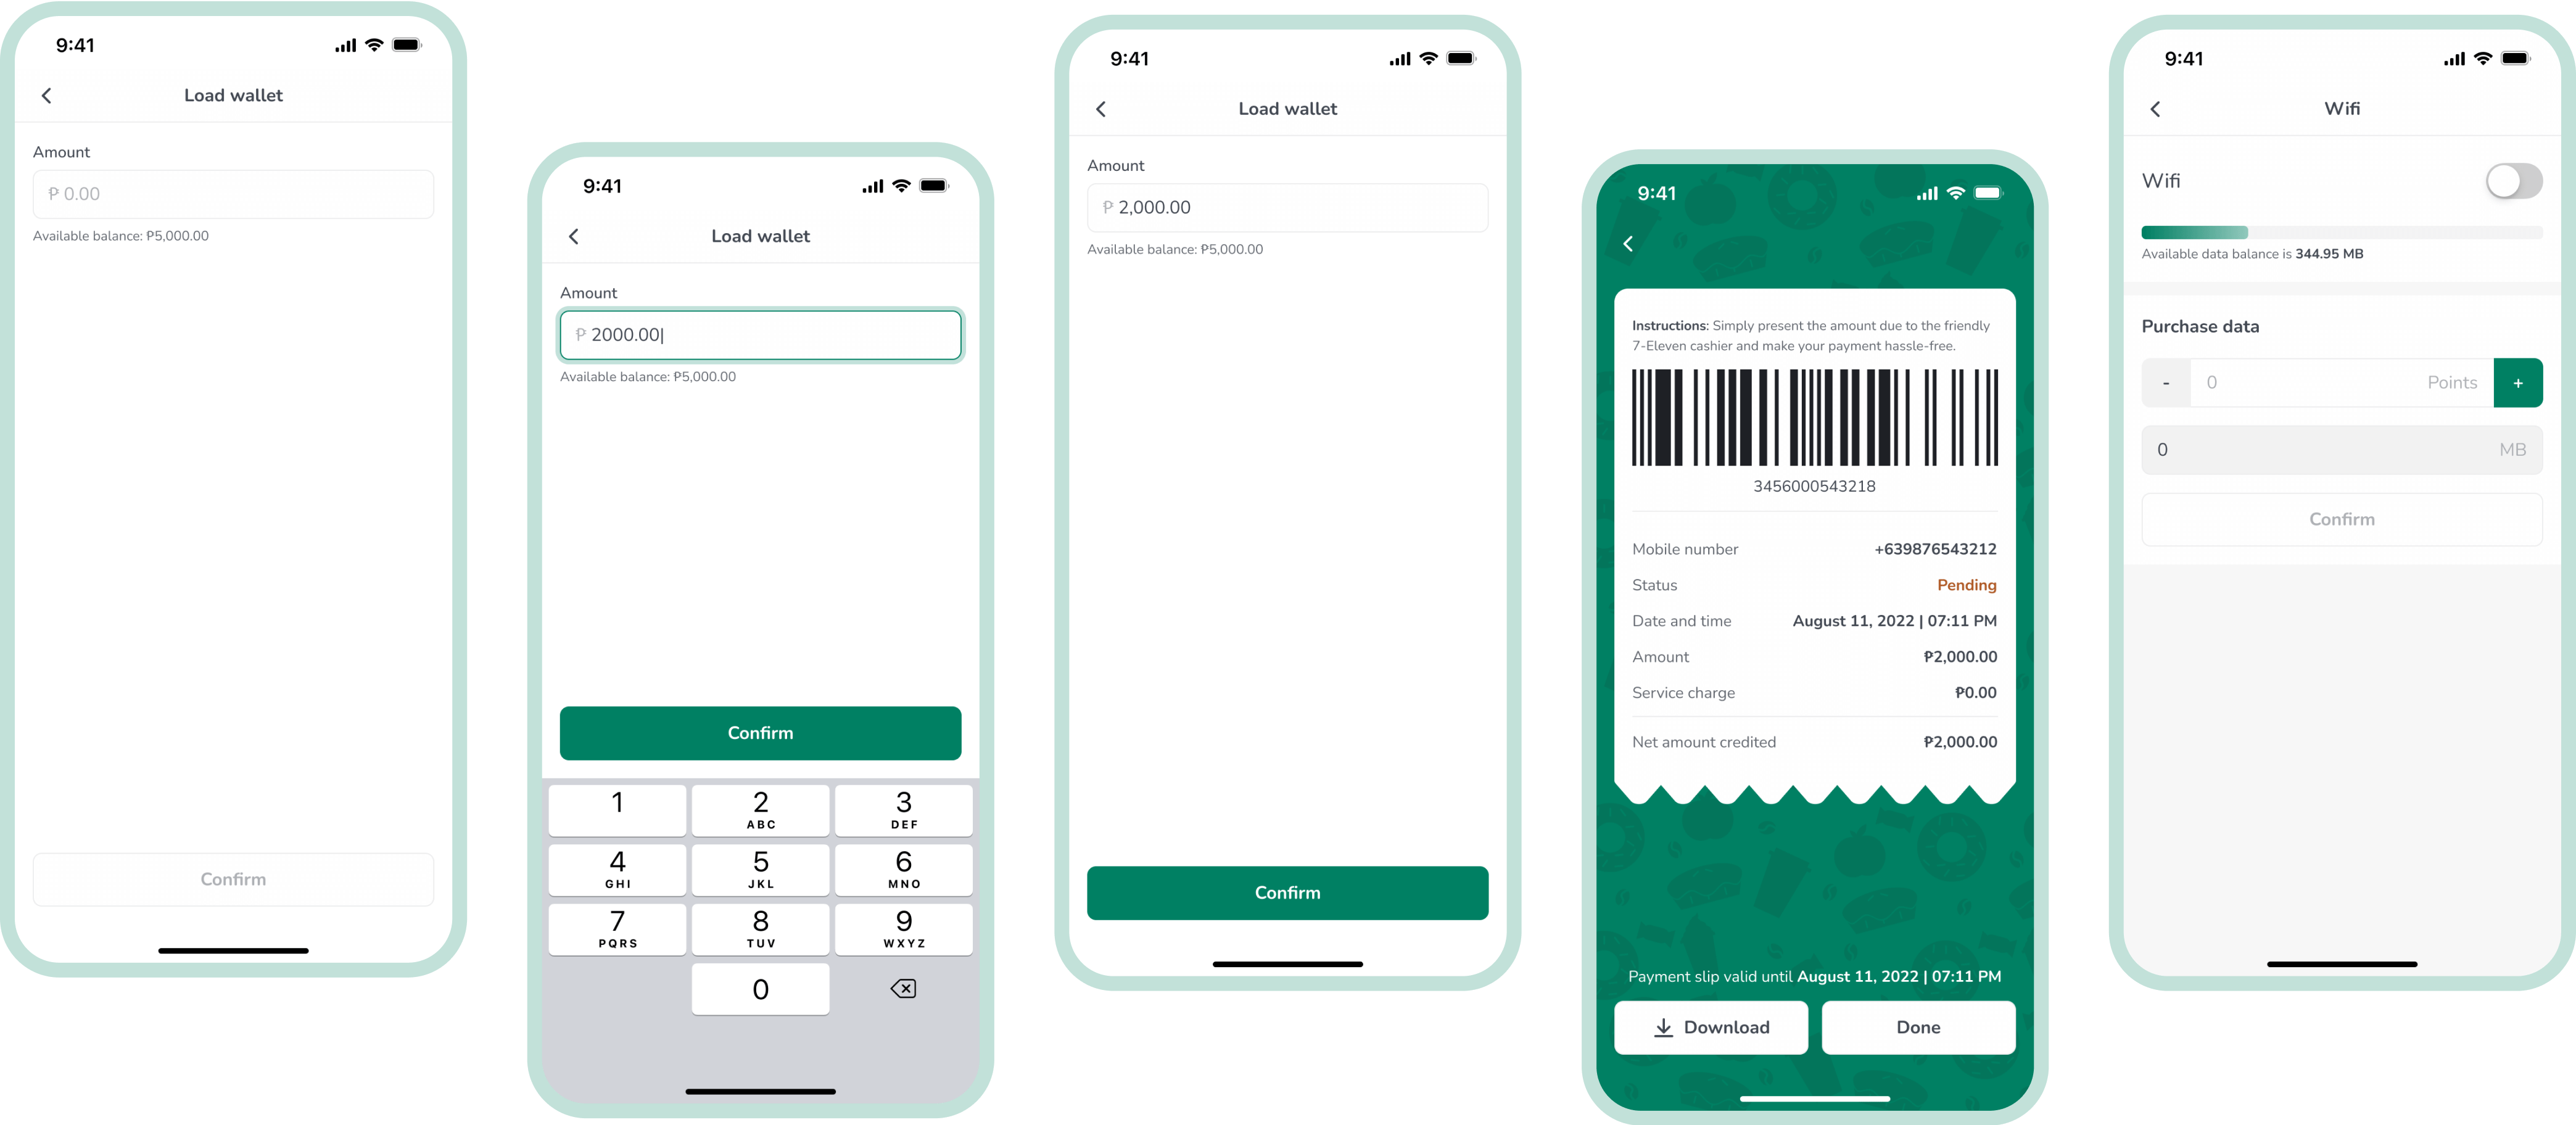 9:41
Load wallet
Amount
₱ 0.00
Available balance: ₱5,000.00
Confirm
9:41
Load wallet
Amount
₱ 2000.00|
Available balance: ₱5,000.00
Confirm
1
2
ABC
3
DEF
4
GHI
5
JKL
6
MNO
7
PQRS
8
TUV
9
WXYZ
0
9:41
Load wallet
Amount
₱ 2,000.00
Available balance: ₱5,000.00
Confirm
9:41
Instructions: Simply present the amount due to the friendly
7-Eleven cashier and make your payment hassle-free.
3456000543218
Mobile number +639876543212
Status Pending
Date and time August 11, 2022 | 07:11 PM
Amount ₱2,000.00
Service charge ₱0.00
Net amount credited ₱2,000.00
Payment slip valid until August 11, 2022 | 07:11 PM
Download Done
9:41
Wifi
Wifi
Available data balance is 344.95 MB
Purchase data
- 0 Points +
0 MB
Confirm